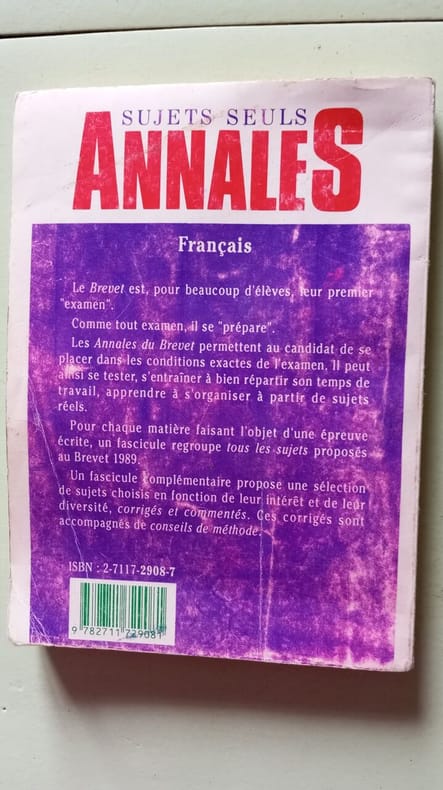 SUJETS SEULS
ANNALES
Français
Le Brevet est, pour beaucoup d'élèves, leur premier
"examen".
Comme tout examen, il se "prépare".
Les Annales du Brevet permettent au candidat de se
placer dans les conditions exactes de l'examen. Il peut
ainsi se tester, s'entraîner à bien répartir son temps de
travail, apprendre à s'organiser à partir de sujets
réels.
Pour chaque matière faisant l'objet d'une épreuve
écrite, un fascicule regroupe tous les sujets proposés
au Brevet 1989.
Un fascicule complémentaire propose une sélection
de sujets choisis en fonction de leur intérêt et de leur
diversité, corrigés et commentés. Ces corrigés sont
accompagnés de conseils de méthode.
ISBN : 2-7117-2908-7
9 782711 729081